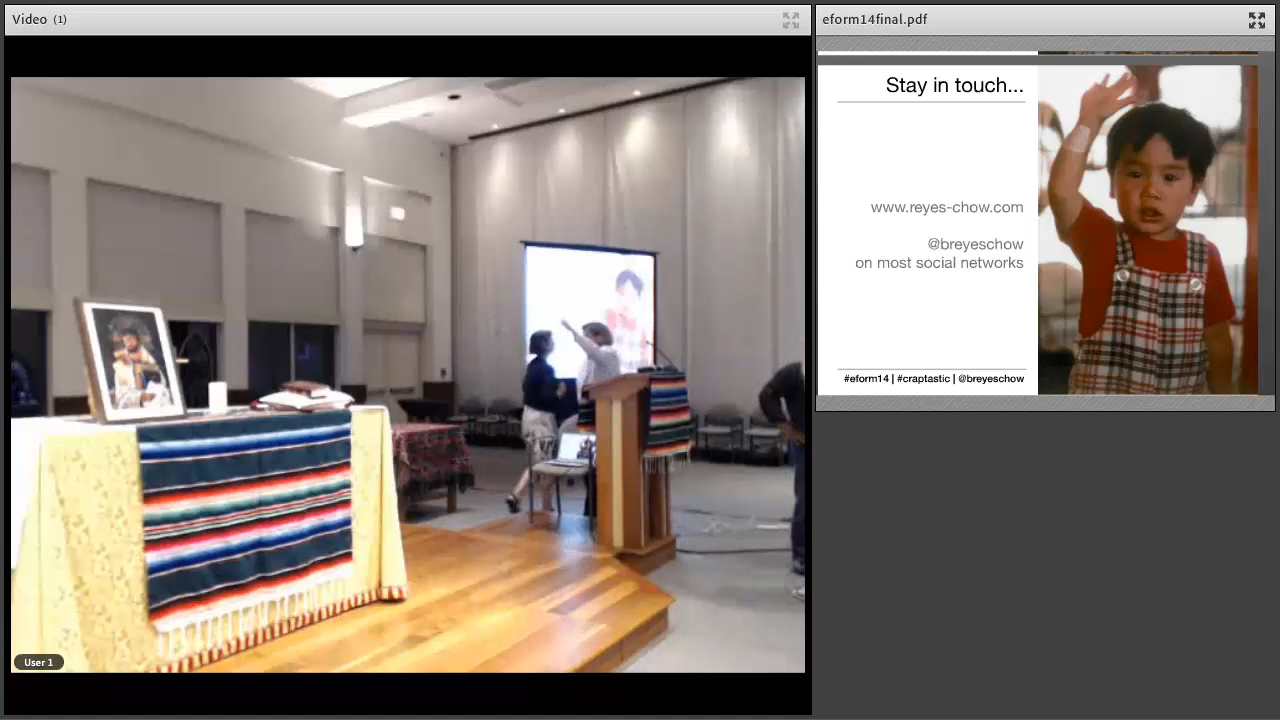 Video (1)
User 1
eform14final.pdf
Stay in touch...
www.reyes-chow.com
@breyeschow
on most social networks
#eform14 | #craptastic | @breyeschow